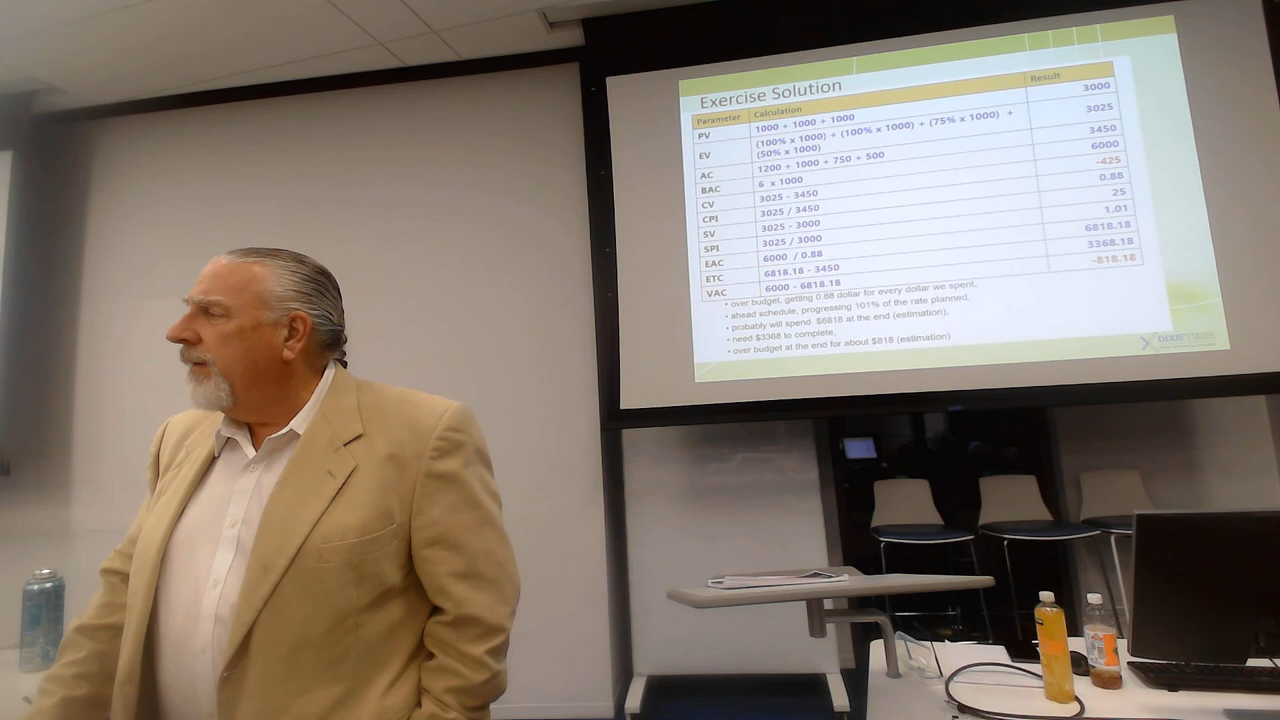 Exercise Solution
Parameter Calculation Result
PV 1000 + 1000 + 1000 3000
EV (100% x 1000) + (100% x 1000) + (75% x 1000) + 3025
(50% x 1000)
AC 1200 + 1000 + 750 + 500 3450
BAC 6 x 1000 6000
CV 3025 - 3450 -425
CPI 3025 / 3450 0.88
SV 3025 - 3000 25
SPI 3025 / 3000 1.01
EAC 6000 / 0.88 6818.18
ETC 6818.18 - 3450 3368.18
VAC 6000 - 6818.18 -818.18
• over budget, getting 0.88 dollar for every dollar we spent,
• ahead schedule, progressing 101% of the rate planned,
• probably will spend $6818 at the end (estimation),
• need $3368 to complete,
• over budget at the end for about $818 (estimation)